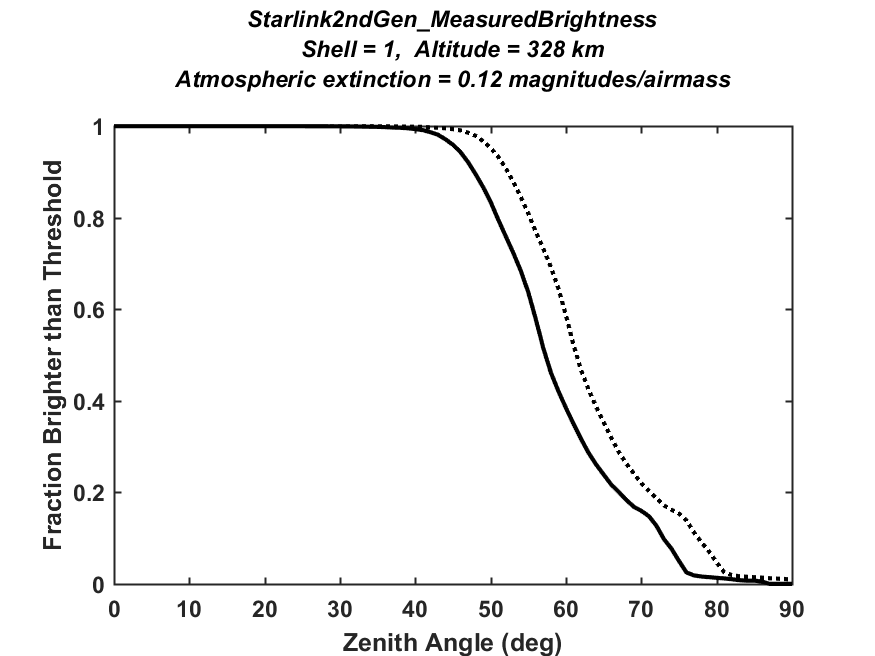 Starlink2ndGen_MeasuredBrightness
Shell = 1, Altitude = 328 km
Atmospheric extinction = 0.12 magnitudes/airmass
Fraction Brighter than Threshold
1
0.8
0.6
0.4
0.2
0
0 10 20 30 40 50 60 70 80 90
Zenith Angle (deg)